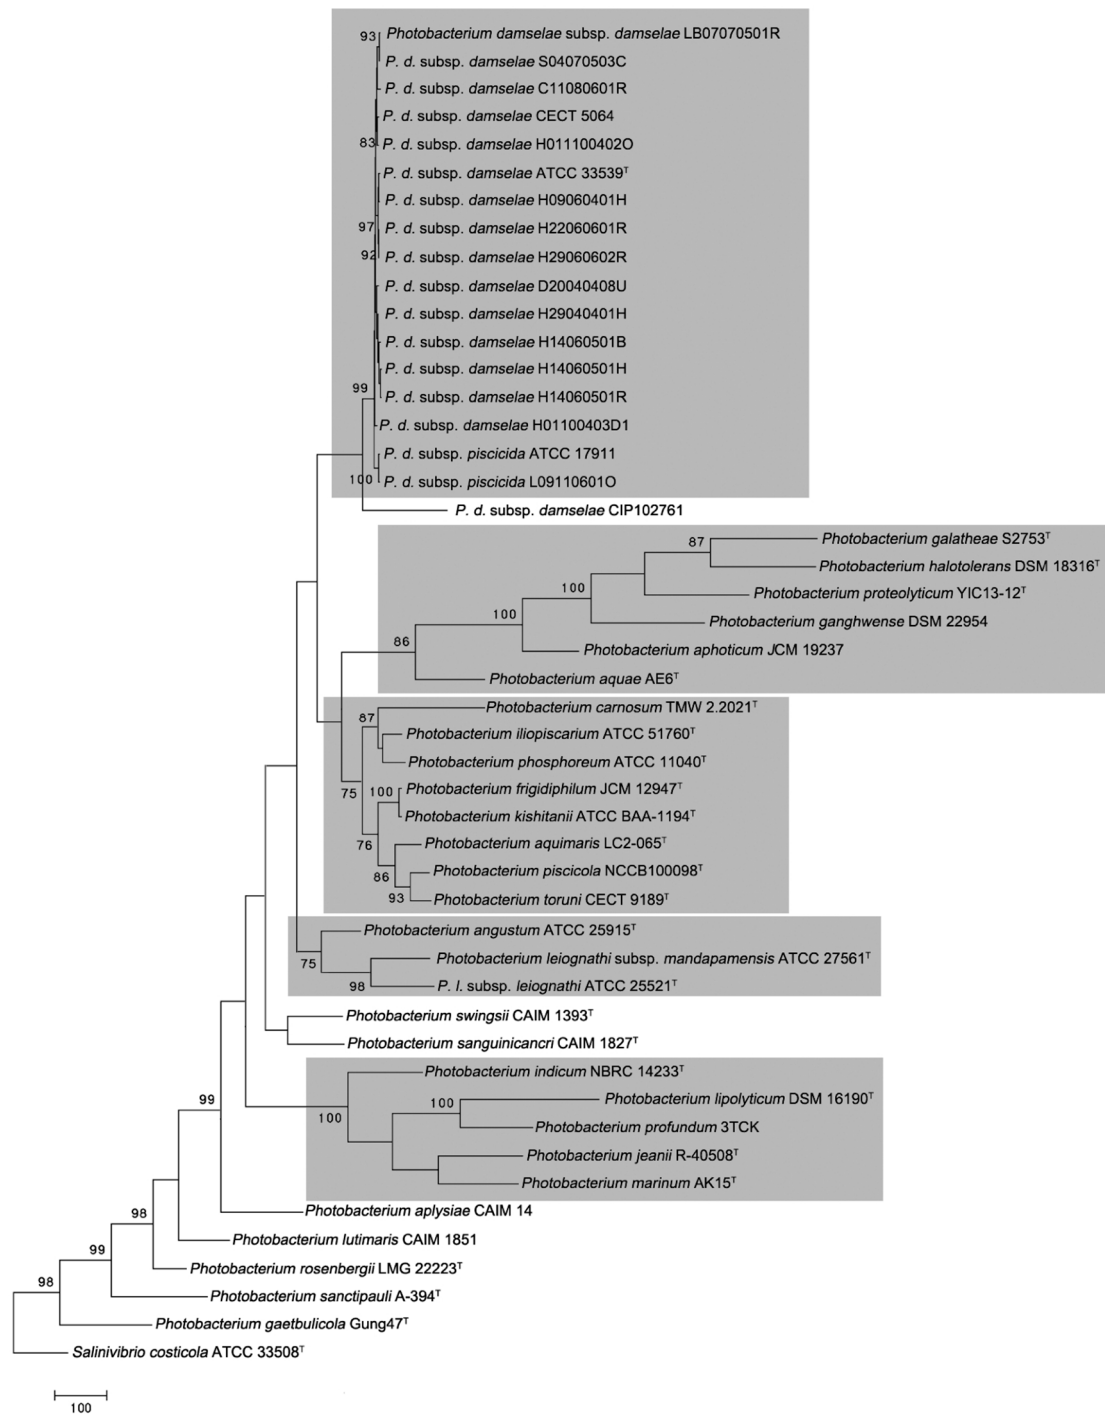 93
Photobacterium damselae subsp. damselae LB07070501R
P. d. subsp. damselae S04070503C
P. d. subsp. damselae C11080601R
P. d. subsp. damselae CECT 5064
83
P. d. subsp. damselae H011100402O
P. d. subsp. damselae ATCC 33539ᵀ
P. d. subsp. damselae H09060401H
97
P. d. subsp. damselae H22060601R
92
P. d. subsp. damselae H29060602R
P. d. subsp. damselae D20040408U
P. d. subsp. damselae H29040401H
P. d. subsp. damselae H14060501B
P. d. subsp. damselae H14060501H
99
P. d. subsp. damselae H14060501R
P. d. subsp. damselae H01100403D1
P. d. subsp. piscicida ATCC 17911
100
P. d. subsp. piscicida L09110601O
P. d. subsp. damselae CIP102761
87
Photobacterium galatheae S2753ᵀ
Photobacterium halotolerans DSM 18316ᵀ
100
Photobacterium proteolyticum YIC13-12ᵀ
100
Photobacterium ganghwense DSM 22954
86
Photobacterium aphoticum JCM 19237
Photobacterium aquae AE6ᵀ
Photobacterium carnosum TMW 2.2021ᵀ
87
Photobacterium iliopiscarium ATCC 51760ᵀ
Photobacterium phosphoreum ATCC 11040ᵀ
75
100
Photobacterium frigidiphilum JCM 12947ᵀ
Photobacterium kishitanii ATCC BAA-1194ᵀ
76
Photobacterium aquimaris LC2-065ᵀ
86
Photobacterium piscicola NCCB100098ᵀ
93
Photobacterium toruni CECT 9189ᵀ
Photobacterium angustum ATCC 25915ᵀ
75
Photobacterium leiognathi subsp. mandapamensis ATCC 27561ᵀ
98
P. l. subsp. leiognathi ATCC 25521ᵀ
Photobacterium swingsii CAIM 1393ᵀ
Photobacterium sanguinicancri CAIM 1827ᵀ
Photobacterium indicum NBRC 14233ᵀ
99
100
100
Photobacterium lipolyticum DSM 16190ᵀ
Photobacterium profundum 3TCK
Photobacterium jeanii R-40508ᵀ
Photobacterium marinum AK15ᵀ
98
Photobacterium aplysiae CAIM 14
99
Photobacterium lutimaris CAIM 1851
Photobacterium rosenbergii LMG 22223ᵀ
98
Photobacterium sanctipauli A-394ᵀ
Photobacterium gaetbulicola Gung47ᵀ
Salinivibrio costicola ATCC 33508ᵀ
100